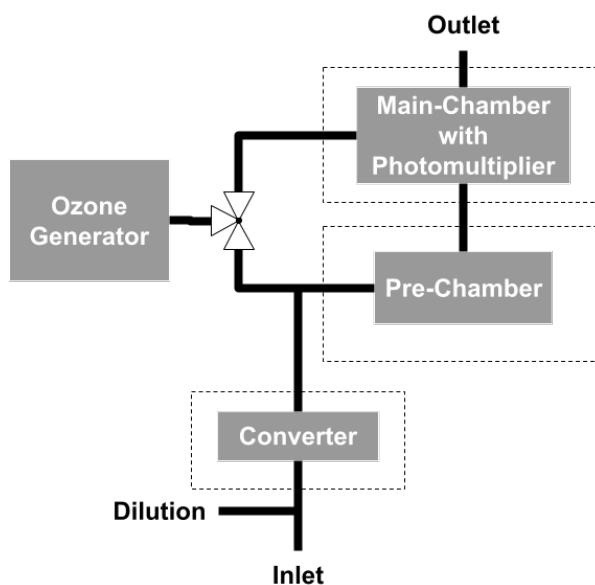 Outlet
Main-Chamber
with
Photomultiplier
Ozone
Generator
Pre-Chamber
Converter
Dilution
Inlet